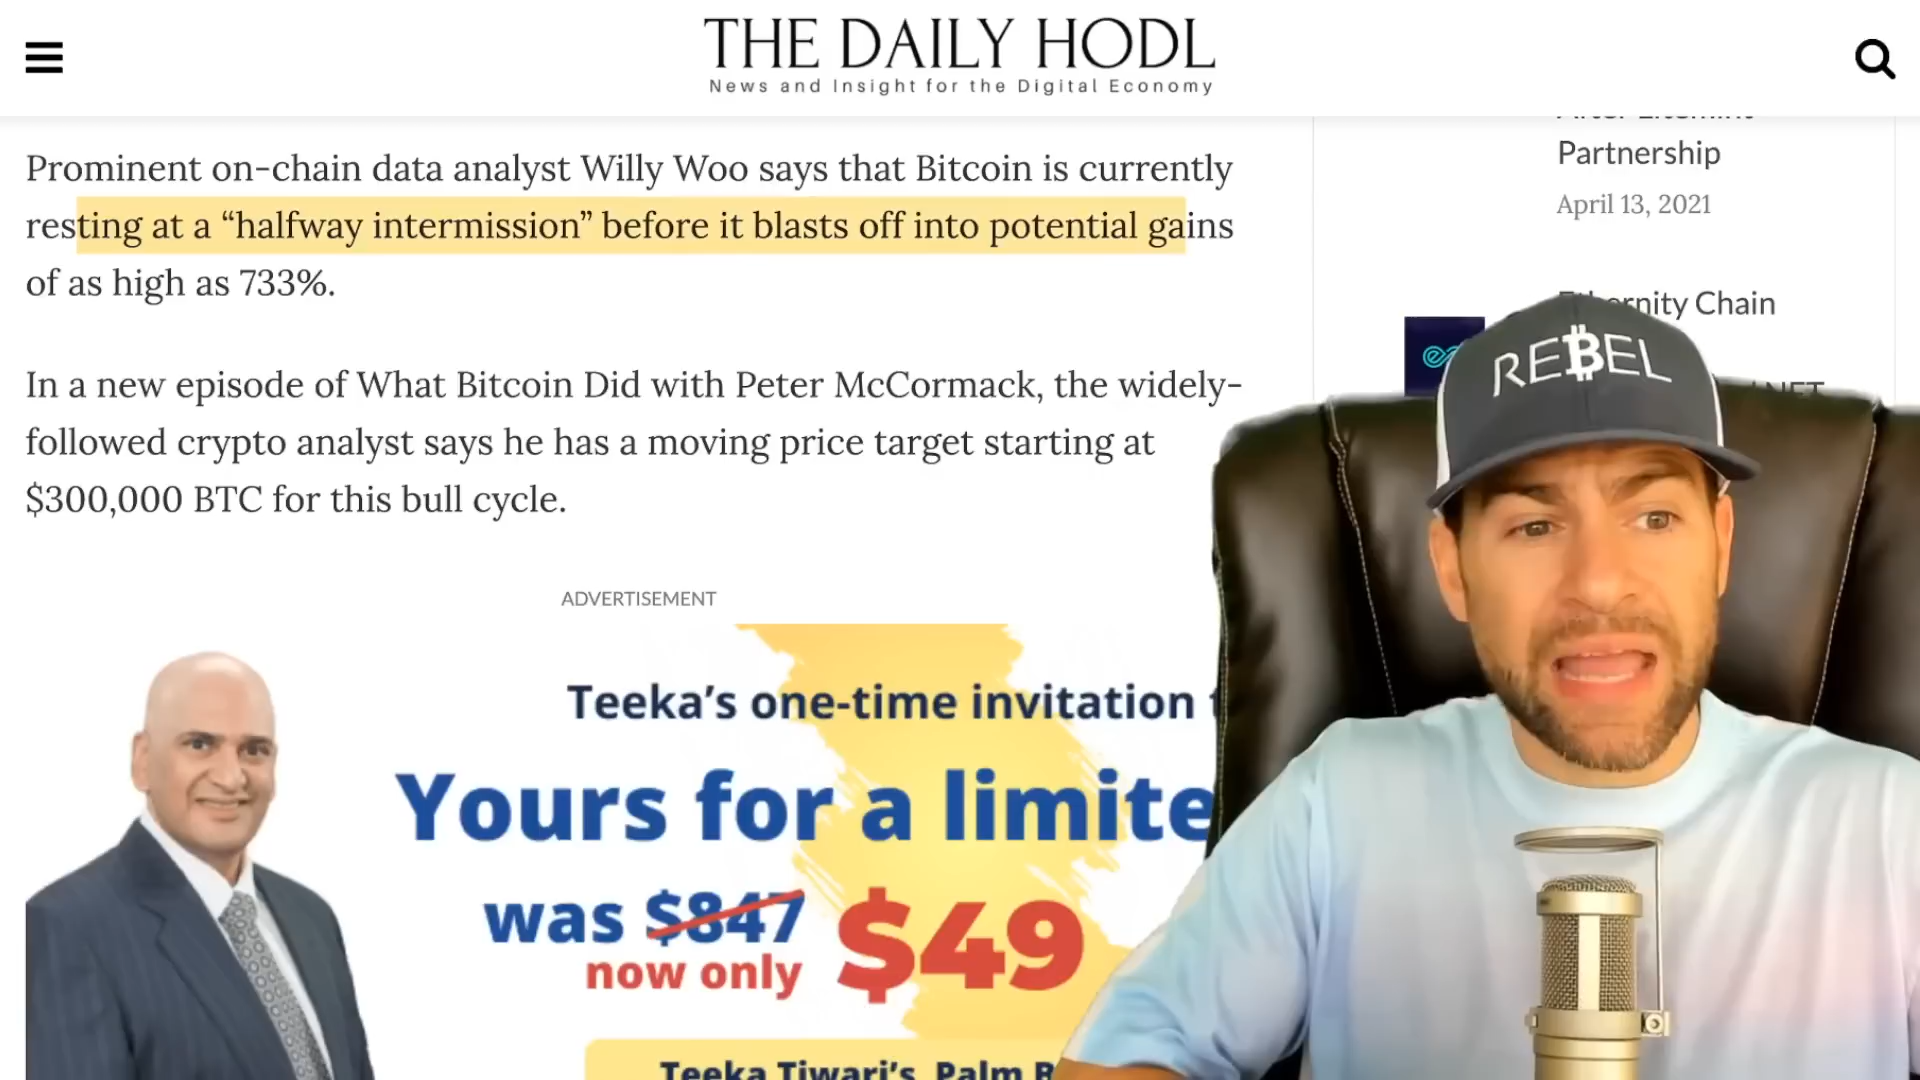 THE DAILY HODL
News and Insight for the Digital Economy
Prominent on-chain data analyst Willy Woo says that Bitcoin is currently
resting at a “halfway intermission” before it blasts off into potential gains
of as high as 733%.
In a new episode of What Bitcoin Did with Peter McCormack, the widely-
followed crypto analyst says he has a moving price target starting at
$300,000 BTC for this bull cycle.
ADVERTISEMENT
Teeka’s one-time invitation
Yours for a limite
was $847
now only
$49
Teeka Tiwari’s, Palm
Partnership
April 13, 2021
Chain
REBEL